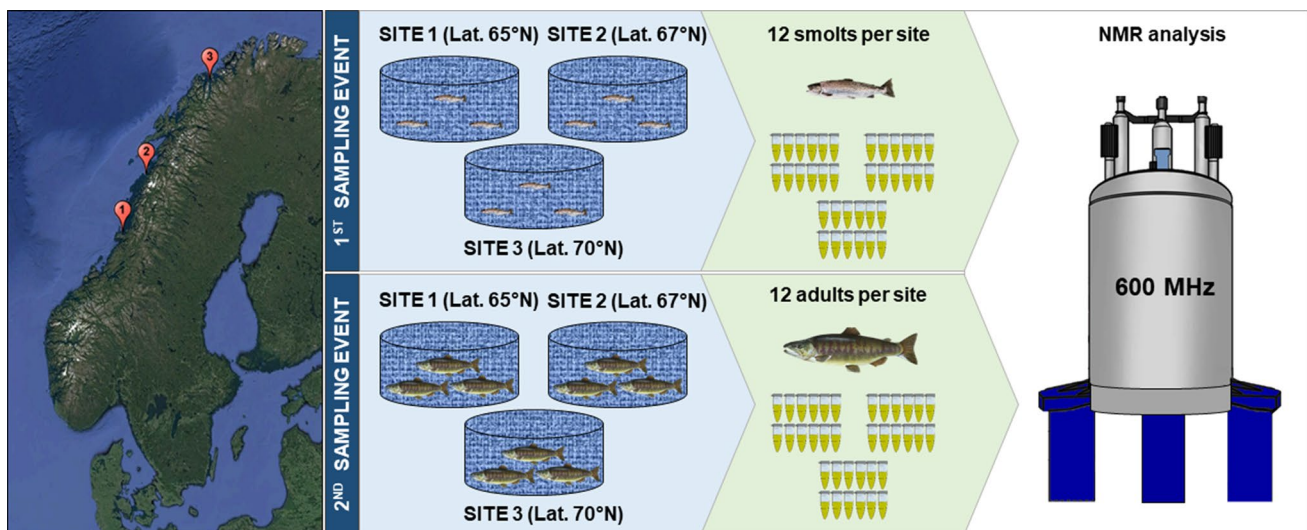 3
2
1
1ST SAMPLING EVENT
SITE 1 (Lat. 65°N) SITE 2 (Lat. 67°N)
SITE 3 (Lat. 70°N)
12 smolts per site
2ND SAMPLING EVENT
SITE 1 (Lat. 65°N) SITE 2 (Lat. 67°N)
SITE 3 (Lat. 70°N)
12 adults per site
NMR analysis
600 MHz